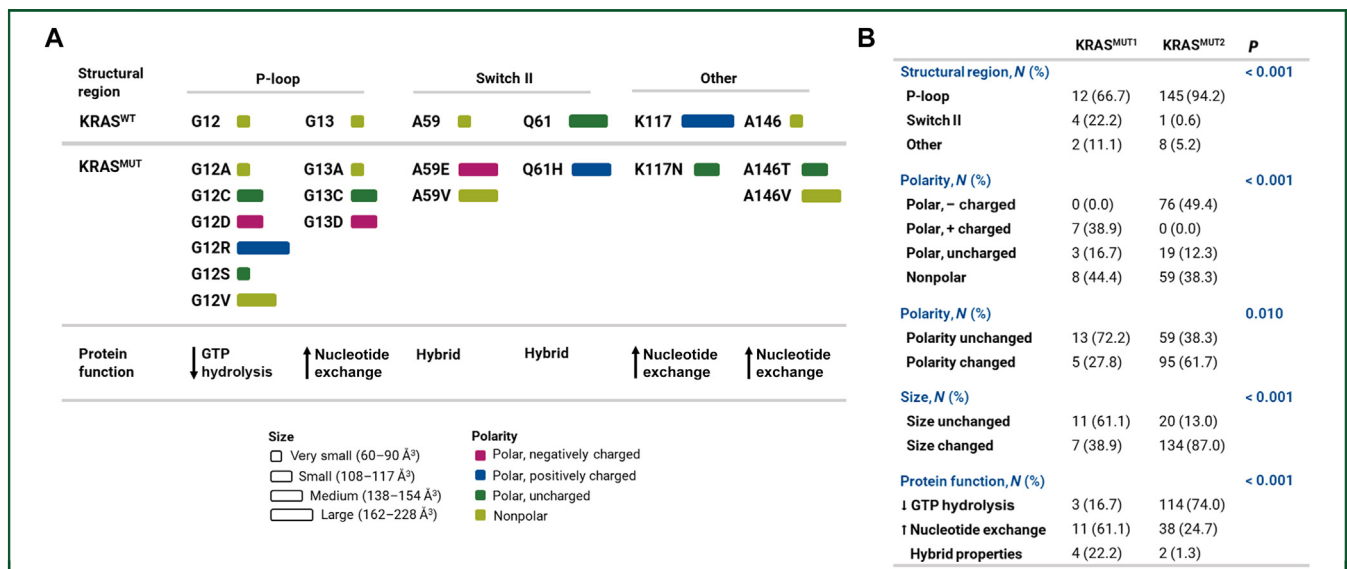 A
Structural region
P-loop
Switch II
Other
KRASWT
G12
G13
A59
Q61
K117
A146
KRASMUT
G12A
G13A
A59E
Q61H
K117N
A146T
G12C
G13C
A59V
A146V
G12D
G13D
G12R
G12S
G12V
Protein function
↓ GTP hydrolysis
↑ Nucleotide exchange
Hybrid
Hybrid
↑ Nucleotide exchange
↑ Nucleotide exchange
Size
Very small (60–90 Å³)
Small (108–117 Å³)
Medium (138–154 Å³)
Large (162–228 Å³)
Polarity
Polar, negatively charged
Polar, positively charged
Polar, uncharged
Nonpolar
B
KRASMUT1 KRASMUT2 P
Structural region, N (%) < 0.001
P-loop 12 (66.7) 145 (94.2)
Switch II 4 (22.2) 1 (0.6)
Other 2 (11.1) 8 (5.2)
Polarity, N (%) < 0.001
Polar, – charged 0 (0.0) 76 (49.4)
Polar, + charged 7 (38.9) 0 (0.0)
Polar, uncharged 3 (16.7) 19 (12.3)
Nonpolar 8 (44.4) 59 (38.3)
Polarity, N (%) 0.010
Polarity unchanged 13 (72.2) 59 (38.3)
Polarity changed 5 (27.8) 95 (61.7)
Size, N (%) < 0.001
Size unchanged 11 (61.1) 20 (13.0)
Size changed 7 (38.9) 134 (87.0)
Protein function, N (%) < 0.001
↓ GTP hydrolysis 3 (16.7) 114 (74.0)
↑ Nucleotide exchange 11 (61.1) 38 (24.7)
Hybrid properties 4 (22.2) 2 (1.3)